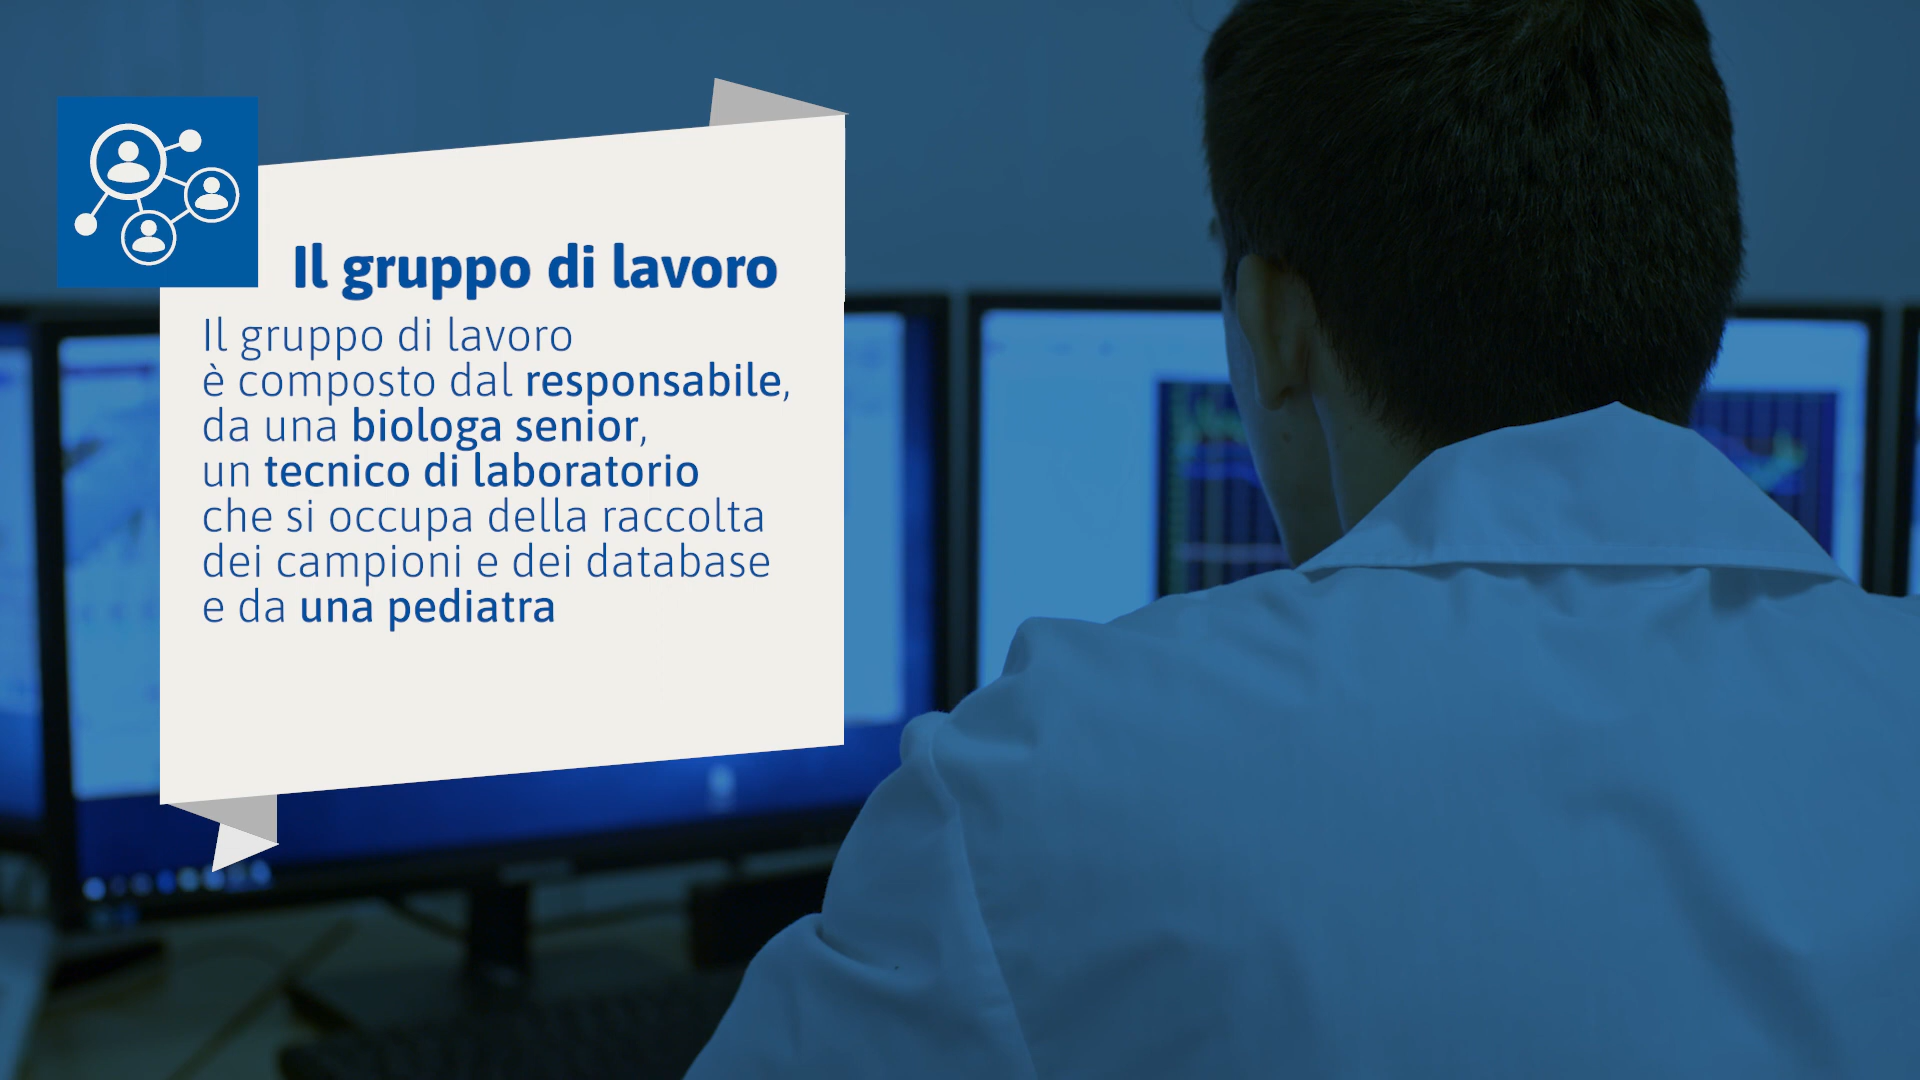 Il gruppo di lavoro
Il gruppo di lavoro
è composto dal responsabile,
da una biologa senior,
un tecnico di laboratorio
che si occupa della raccolta
dei campioni e dei database
e da una pediatra